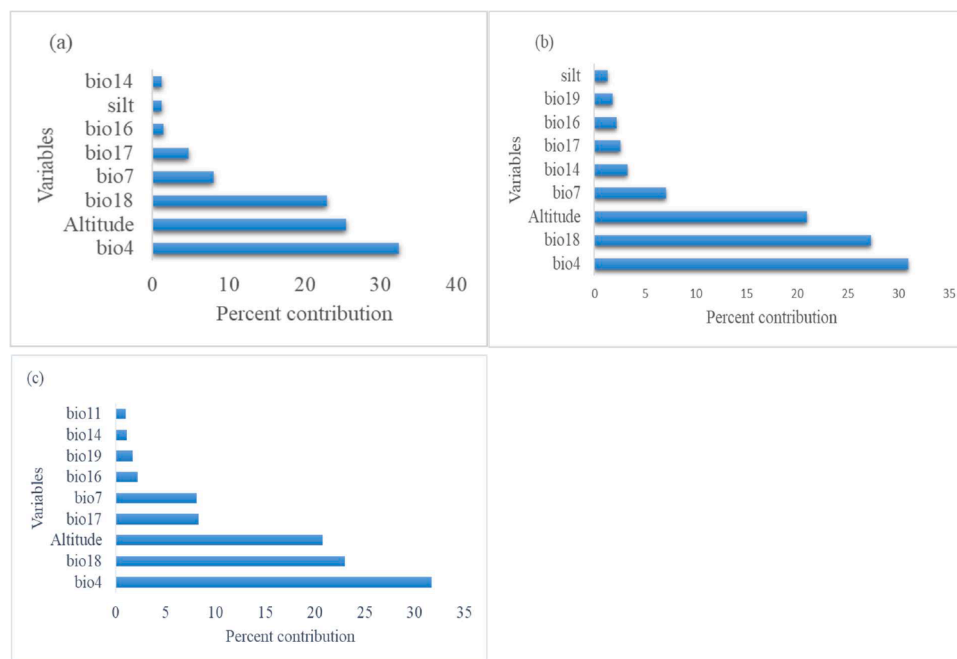 (a)
Variables
bio14
silt
bio16
bio17
bio7
bio18
Altitude
bio4
0 10 20 30 40
Percent contribution
(b)
Variables
silt
bio19
bio16
bio17
bio14
bio7
Altitude
bio18
bio4
0 5 10 15 20 25 30 35
Percent contribution
(c)
Variables
bio11
bio14
bio19
bio16
bio7
bio17
Altitude
bio18
bio4
0 5 10 15 20 25 30 35
Percent contribution